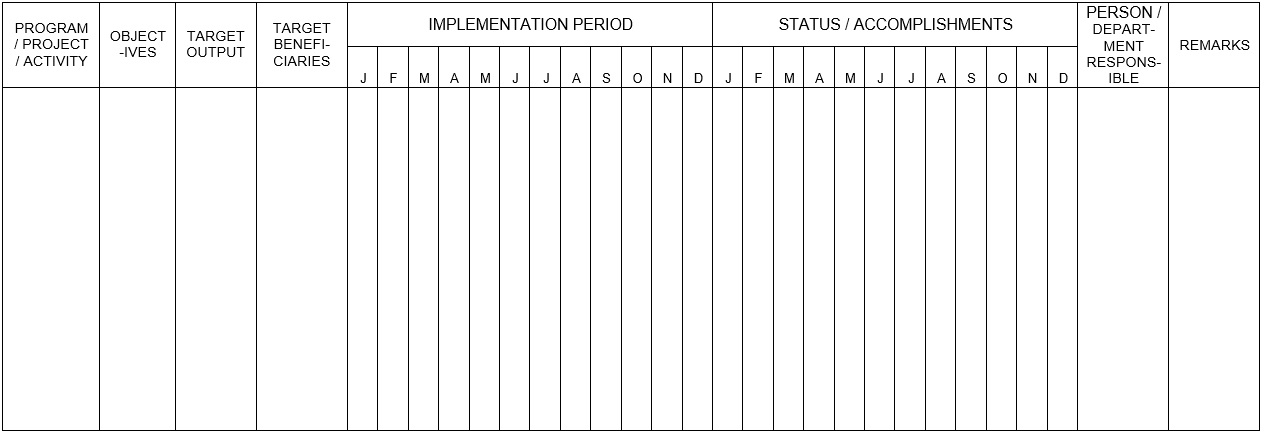 PROGRAM
/ PROJECT
/ ACTIVITY
OBJECT
-IVES
TARGET
OUTPUT
TARGET
BENEFI-
CIARIES
IMPLEMENTATION PERIOD
J F M A M J J A S O N D
STATUS / ACCOMPLISHMENTS
J F M A M J J A S O N D
PERSON /
DEPART-
MENT
RESPONS-
IBLE
REMARKS